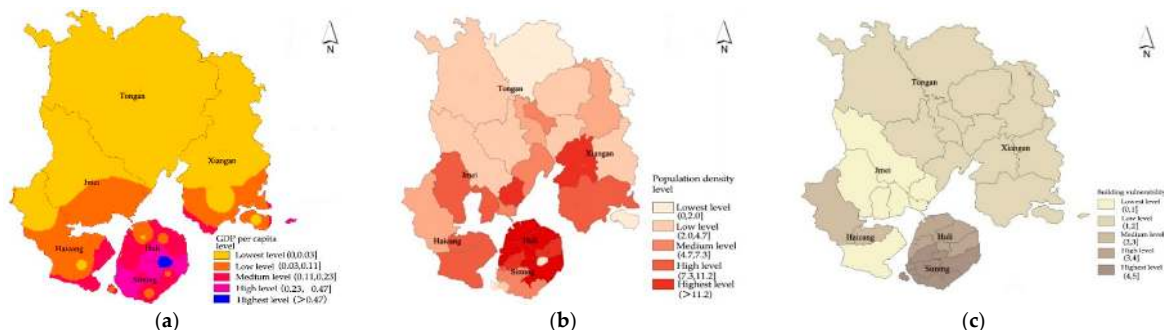 N
Tongan
Xiangan
Jmei
Haicang
Huli
Siming
GDP per capita
level
Lowest level (0,0.03]
Low level (0.03,0.11]
Medium level (0.11,0.23]
High level (0.23, 0.47]
Highest level (>0.47)
(a)
N
Tongan
Xiangan
Jmei
Haicang
Huli
Siming
Population density
level
Lowest level
(0,2.0]
Low level
(2.0,4.7]
Medium level
(4.7,7.3]
High level
(7.3,11.2]
Highest level
(>11.2)
(b)
N
Tongan
Xiangan
Jmei
Haicang
Huli
Siming
Building vulnerability
Lowest level
(0,1]
Low level
(1,2]
Medium level
(2,3]
High level
(3,4]
Highest level
(4,5]
(c)